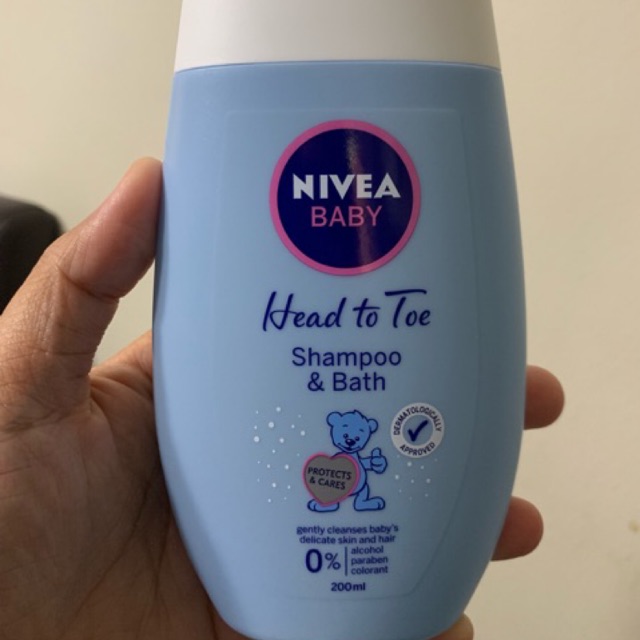 NIVEA
BABY
Head to Toe
Shampoo
& Bath
DERMATOLOGICALLY
APPROVED
PROTECTS
& CARES
gently cleanses baby's
delicate skin and hair
0% alcohol
paraben
colorant
200ml